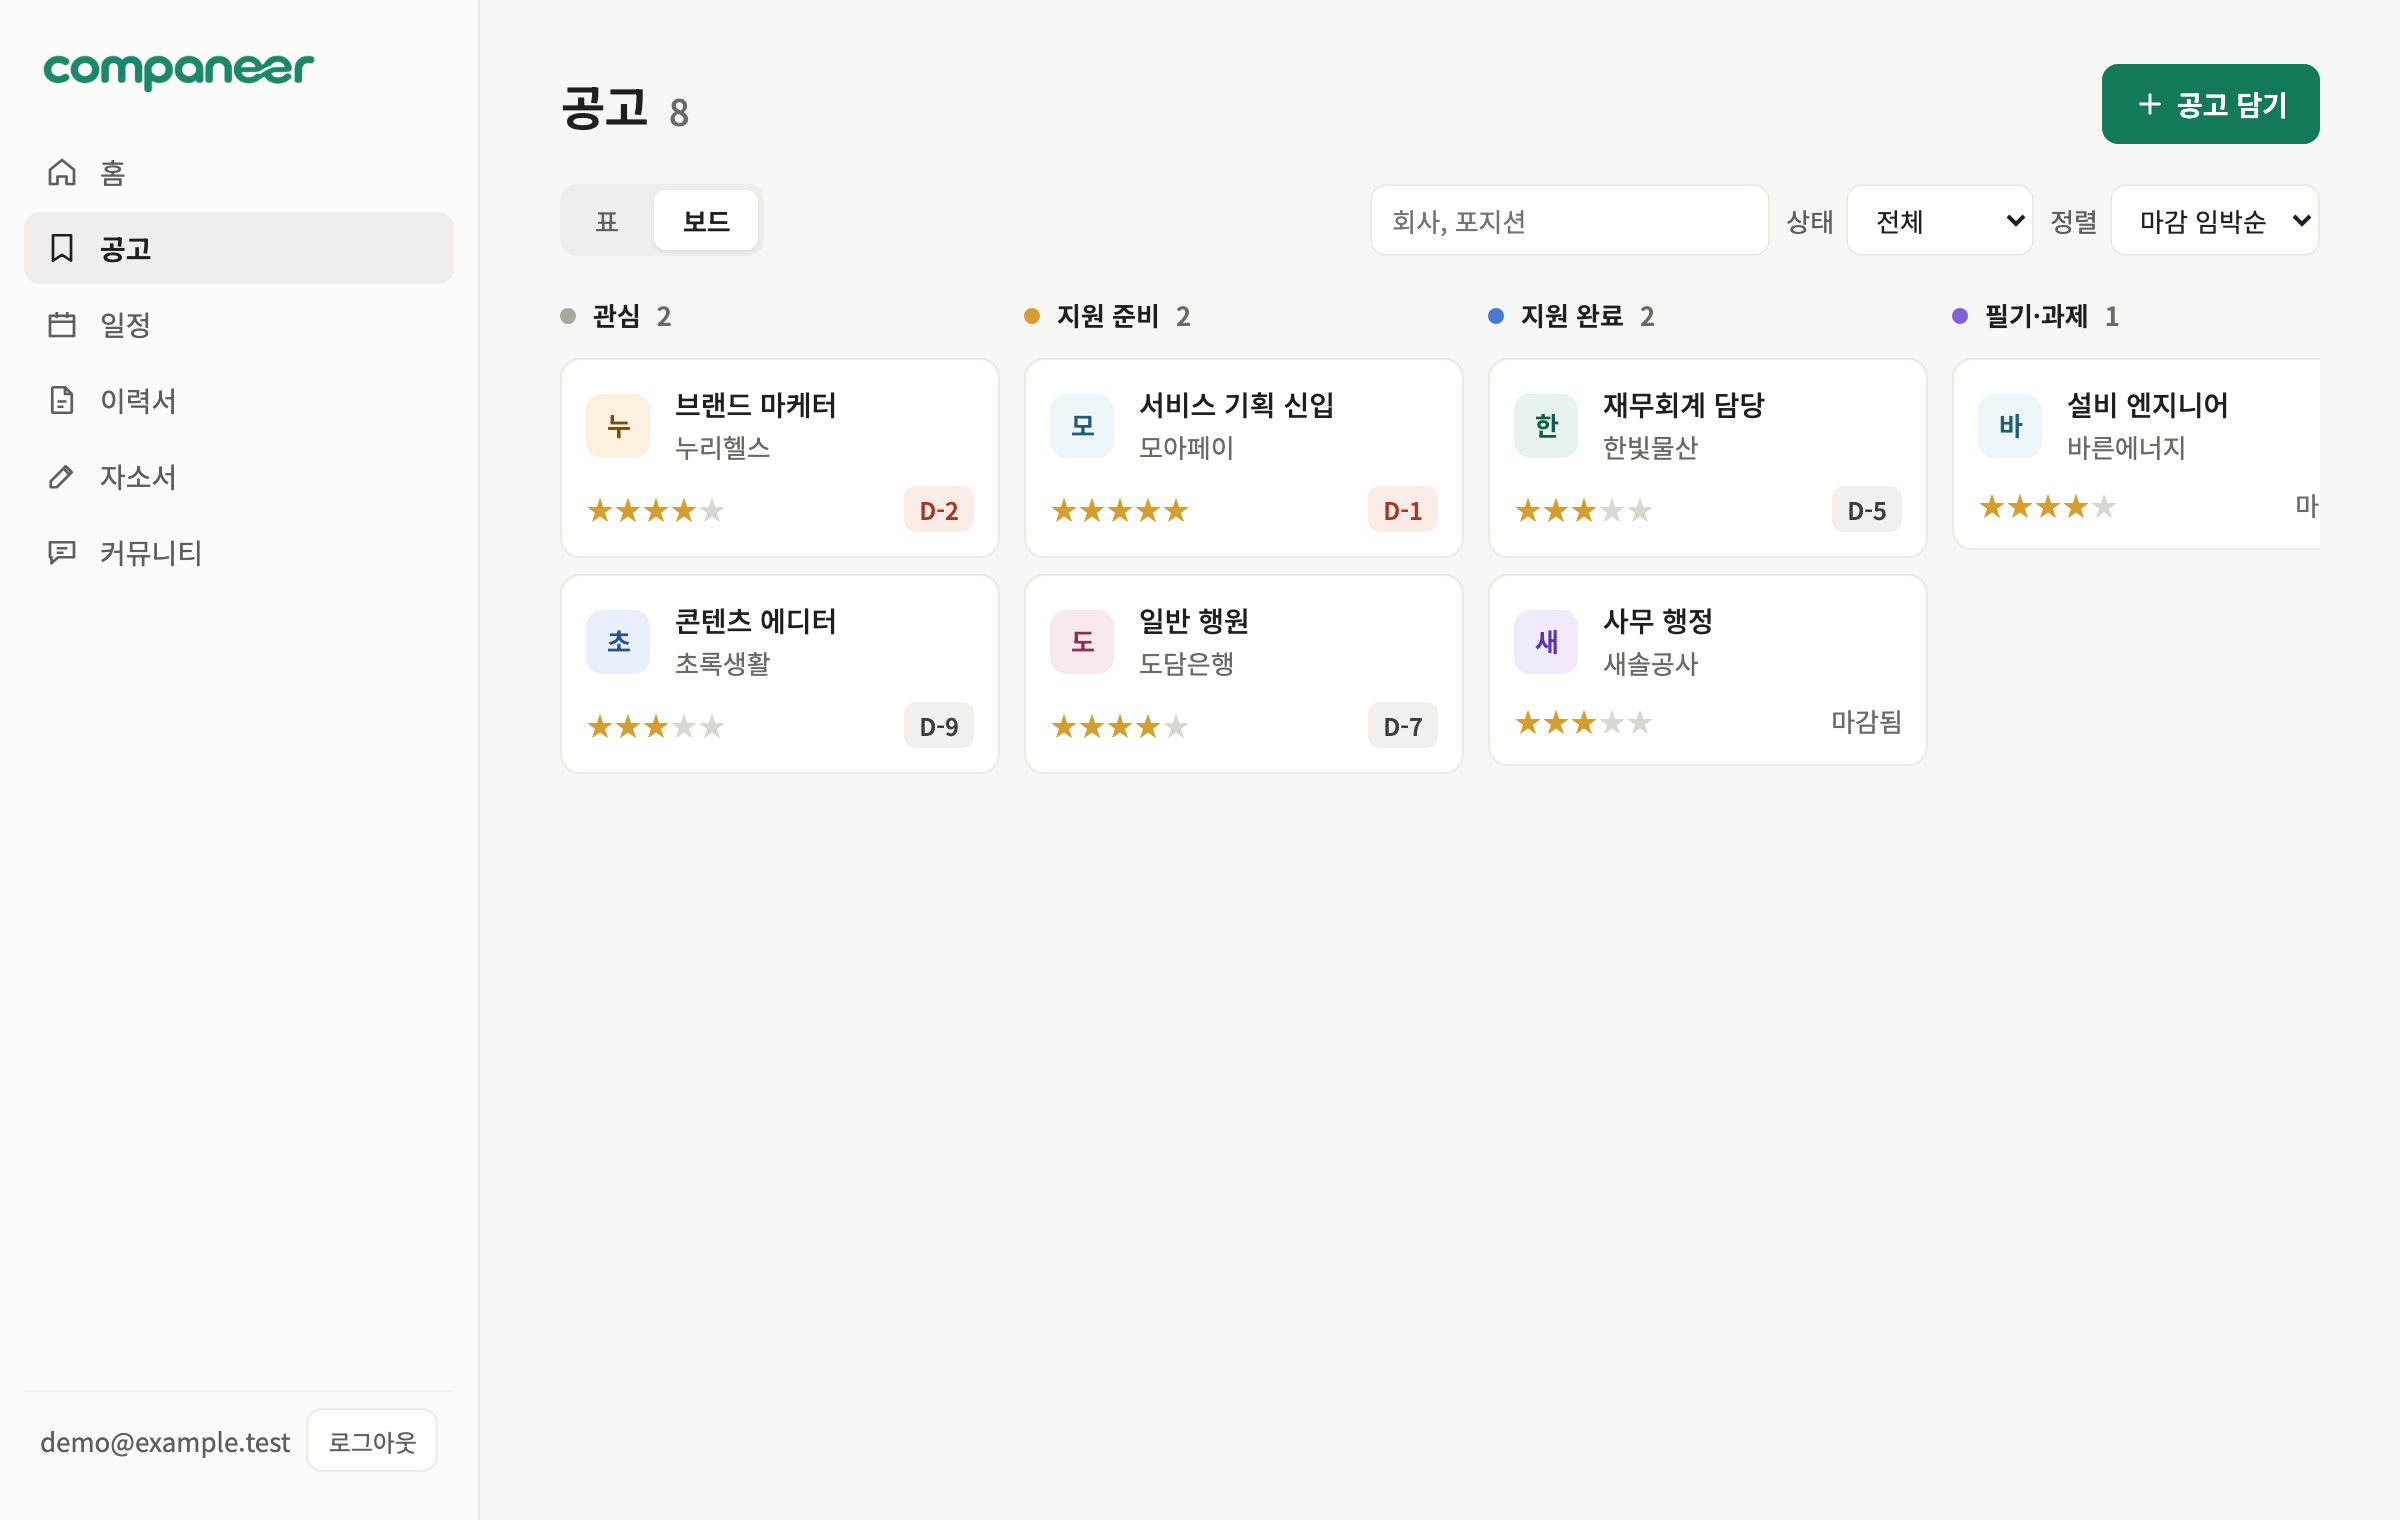 companeer
홈
공고
일정
이력서
자소서
커뮤니티
demo@example.test
로그아웃
공고 8
+ 공고 담기
표
보드
회사, 포지션
상태
전체
정렬
마감 임박순
관심 2
누
브랜드 마케터
누리헬스
D-2
초
콘텐츠 에디터
초록생활
D-9
지원 준비 2
모
서비스 기획 신입
모아페이
D-1
도
일반 행원
도담은행
D-7
지원 완료 2
한
재무회계 담당
한빛물산
D-5
새
사무 행정
새솔공사
마감됨
필기·과제 1
바
설비 엔지니어
바른에너지
마